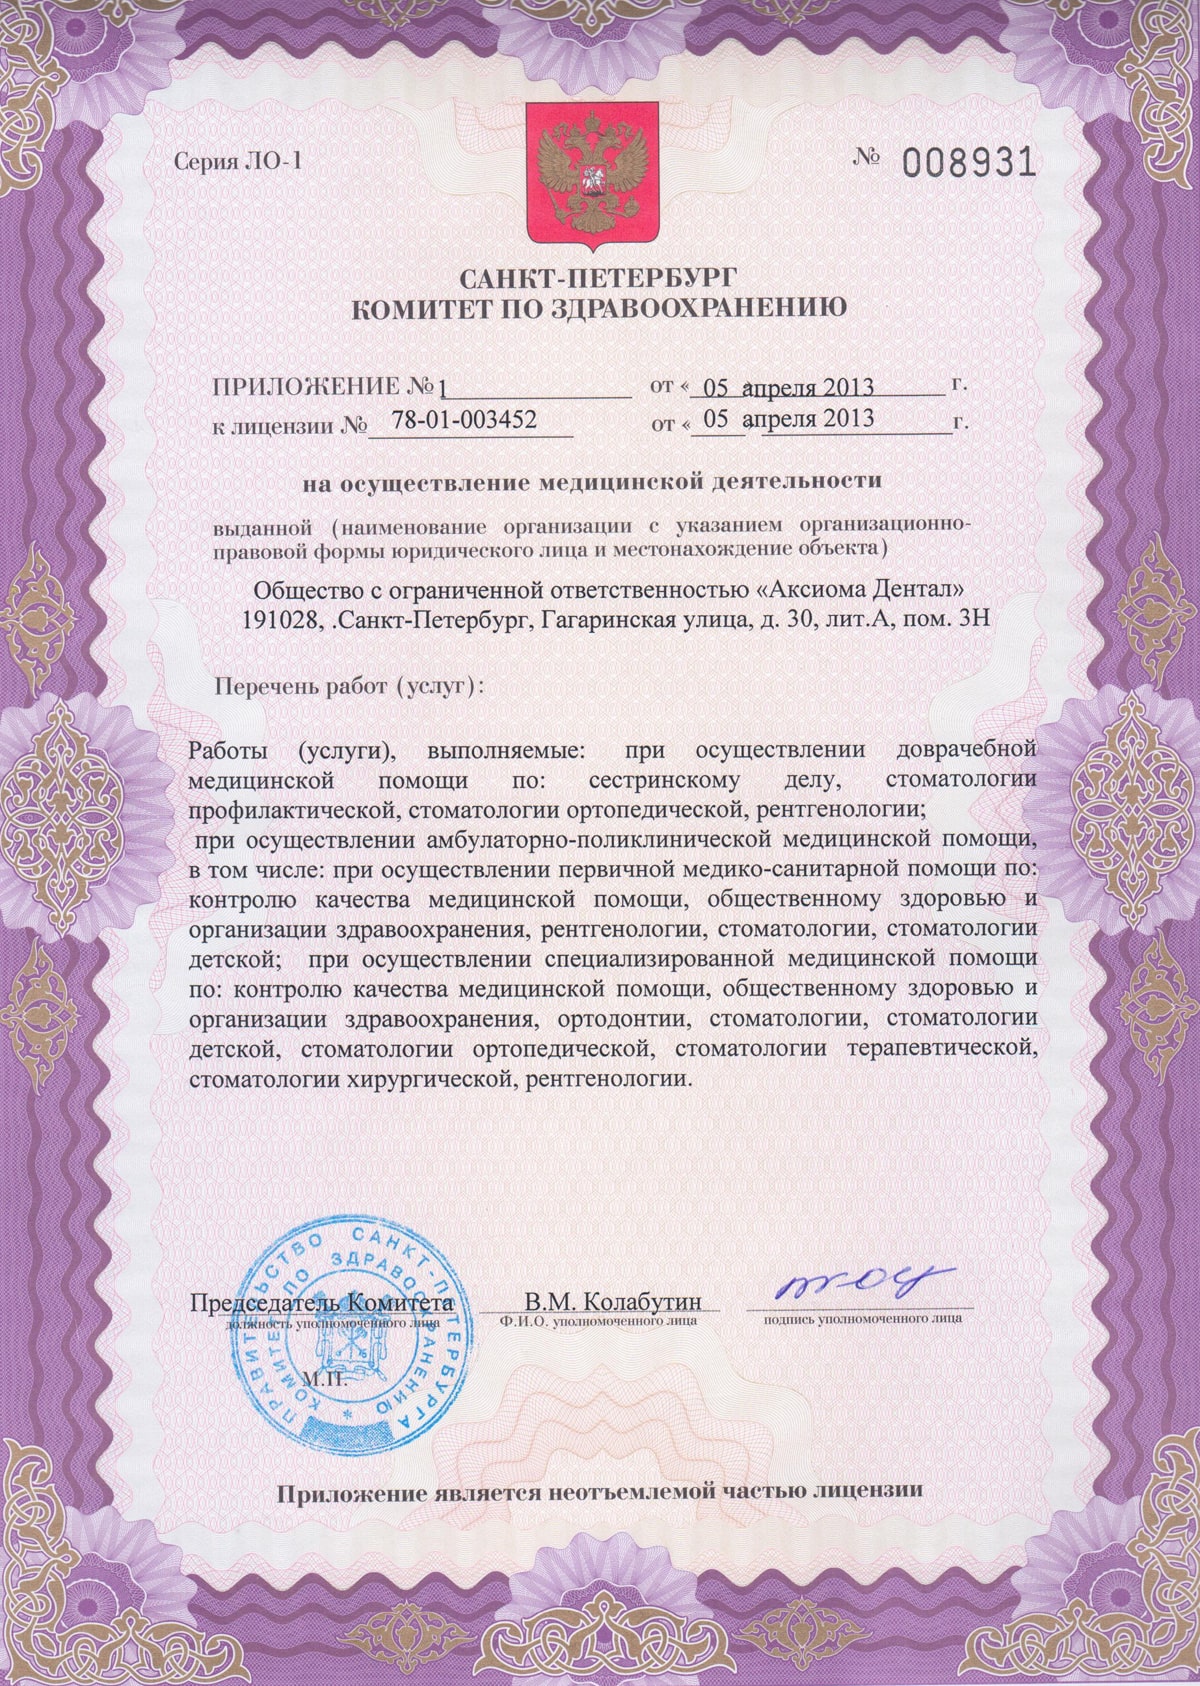 Серия ЛО-1
№ 008931
САНКТ-ПЕТЕРБУРГ
КОМИТЕТ ПО ЗДРАВООХРАНЕНИЮ
ПРИЛОЖЕНИЕ № 1 от « 05 апреля 2013 г.
к лицензии № 78-01-003452 от « 05 » апреля 2013 г.
на осуществление медицинской деятельности
выданной (наименование организации с указанием организационно-
правовой формы юридического лица и местонахождение объекта)
Общество с ограниченной ответственностью «Аксиома Дентал»
191028, .Санкт-Петербург, Гагаринская улица, д. 30, лит.А, пом. 3Н
Перечень работ (услуг):
Работы (услуги), выполняемые: при осуществлении доврачебной
медицинской помощи по: сестринскому делу, стоматологии
профилактической, стоматологии ортопедической, рентгенологии;
при осуществлении амбулаторно-поликлинической медицинской помощи,
в том числе: при осуществлении первичной медико-санитарной помощи по:
контролю качества медицинской помощи, общественному здоровью и
организации здравоохранения, рентгенологии, стоматологии, стоматологии
детской; при осуществлении специализированной медицинской помощи
по: контролю качества медицинской помощи, общественному здоровью и
организации здравоохранения, ортодонтии, стоматологии, стоматологии
детской, стоматологии ортопедической, стоматологии терапевтической,
стоматологии хирургической, рентгенологии.
Председатель Комитета В.М. Колабутин
должность уполномоченного лица Ф.И.О. уполномоченного лица подпись уполномоченного лица
М.П.
ПРАВИТЕЛЬСТВО САНКТ-ПЕТЕРБУРГА
КОМИТЕТ ПО ЗДРАВООХРАНЕНИЮ *
Приложение является неотъемлемой частью лицензии